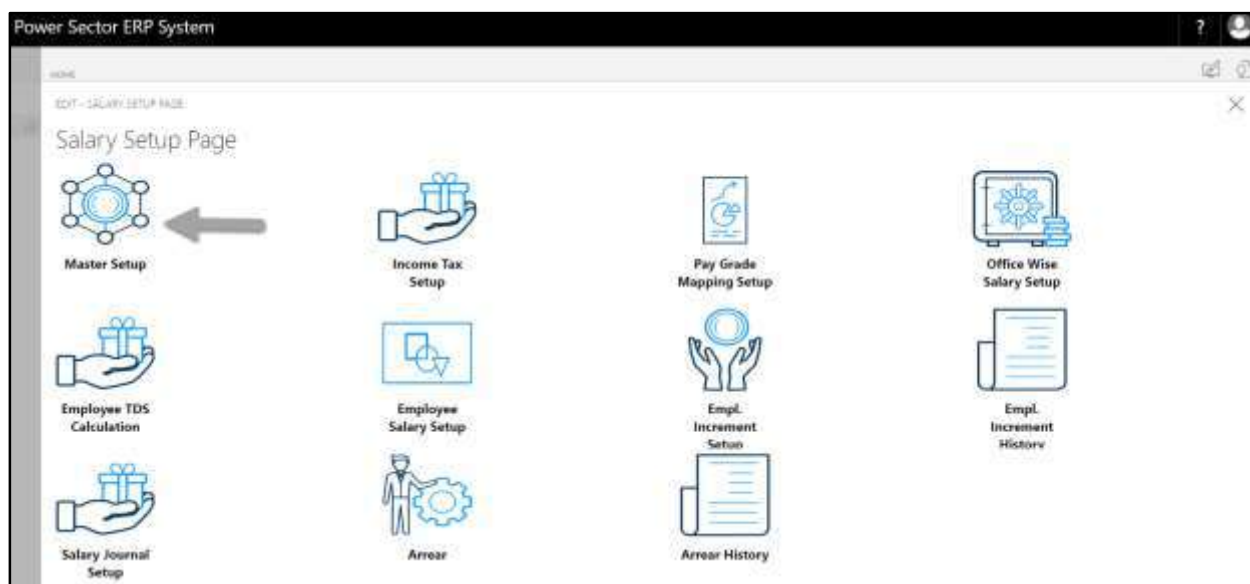 Power Sector ERP System
?
HOME
EDIT - SALARY SETUP PAGE
Salary Setup Page
Master Setup
Income Tax
Setup
Pay Grade
Mapping Setup
Office Wise
Salary Setup
Employee TDS
Calculation
Employee
Salary Setup
Empl.
Increment
Setup
Empl.
Increment
History
Salary Journal
Setup
Arrear
Arrear History